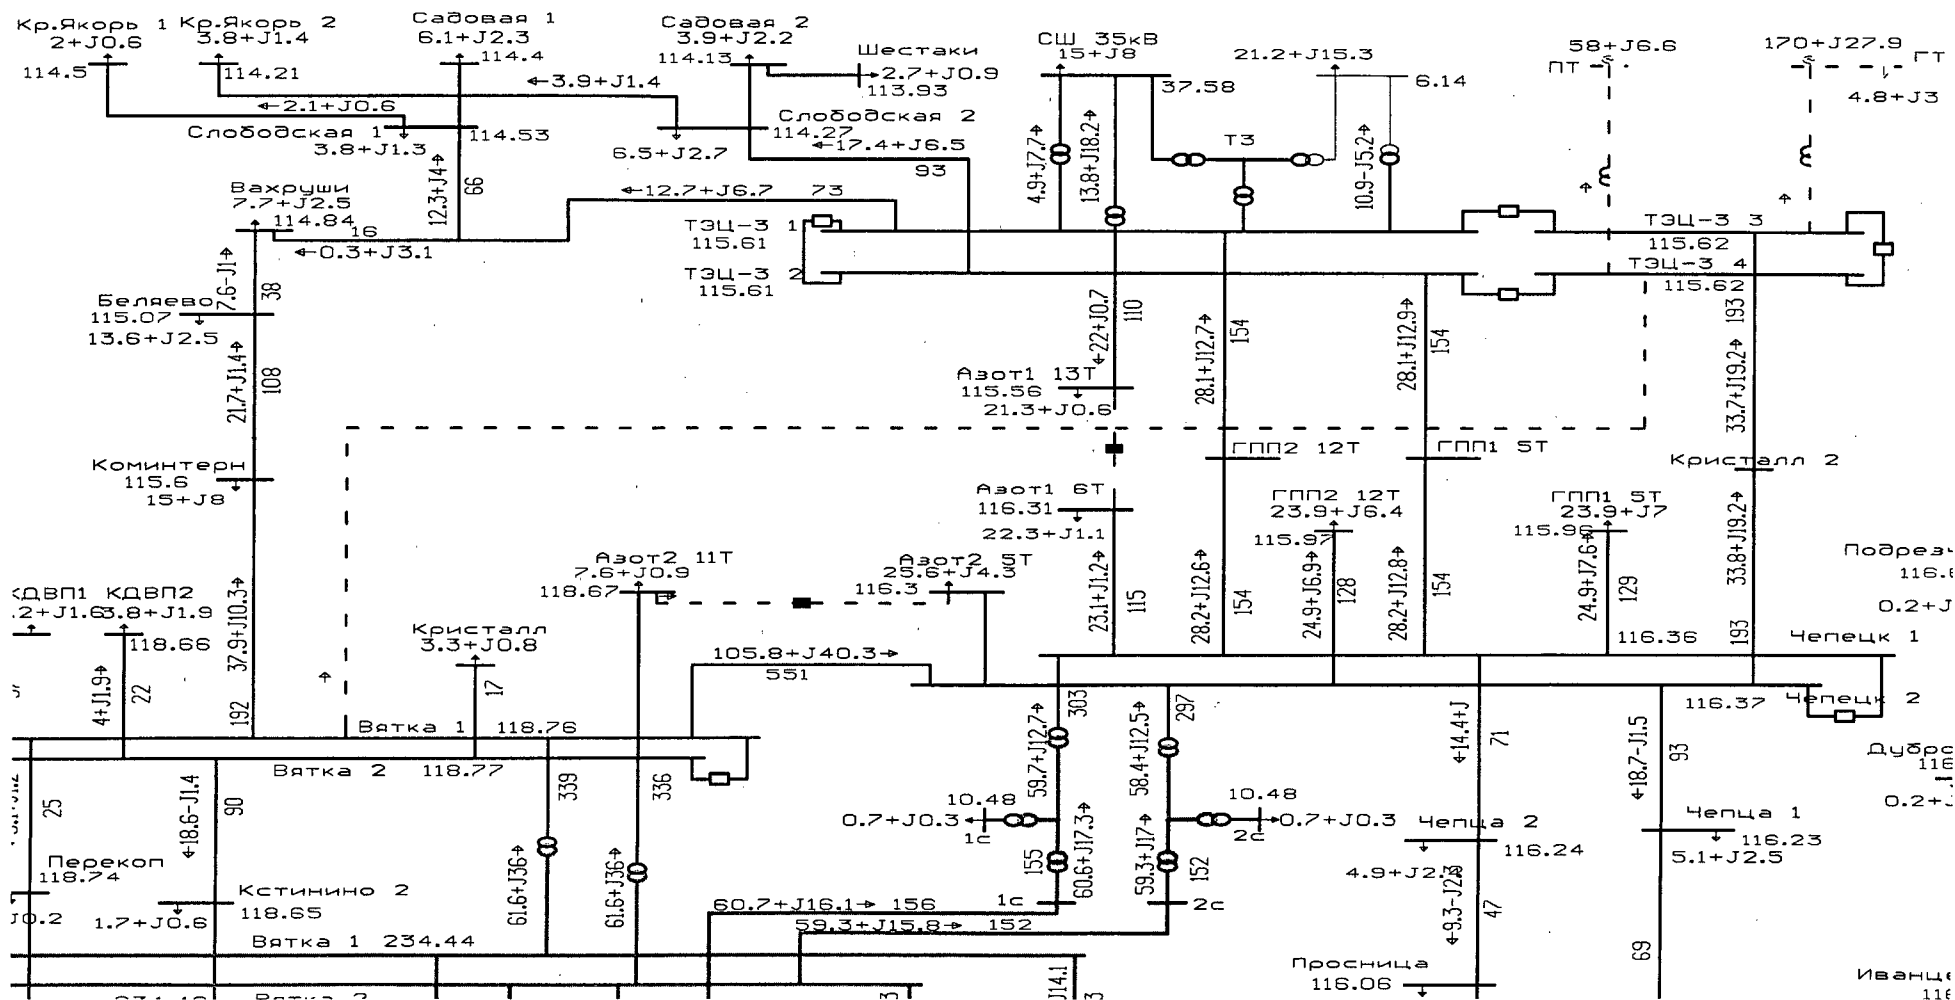 Кр.Якорь 1
2+J0.6
114.5
Кр.Якорь 2
3.8+J1.4
114.21
Садовая 1
6.1+J2.3
114.4
Садовая 2
3.9+J2.2
114.13
Шестаки
2.7+J0.9
113.93
СШ 35кВ
15+J8
37.58
21.2+J15.3
6.14
58+J6.6
ПТ
170+J27.9
ГТ
4.8+J3
3.9+J1.4
2.1+J0.6
Слободская 1
114.53
3.8+J1.3
Слободская 2
114.27
6.5+J2.7
17.4+J6.5
93
4.9+J7.7
13.8+J18.2
Т3
10.9-J5.2
12.3+J4
66
Вахруши
7.7+J2.5
114.84
16
0.3+J3.1
12.7+J6.7
73
ТЭЦ-3 1
115.61
ТЭЦ-3 2
115.61
ТЭЦ-3 3
115.62
ТЭЦ-3 4
115.62
7.6-J1
38
Беляево
115.07
13.6+J2.5
22+J0.7
110
28.1+J12.7
154
28.1+J12.9
154
193
33.7+J19.2
21.7+J1.4
108
Азот1 13Т
115.56
21.3+J0.6
Коминтерн
115.6
15+J8
ГПП2 12Т
ГПП1 5Т
Кристалл 2
Азот1 6Т
116.31
22.3+J1.1
ГПП2 12Т
23.9+J6.4
115.97
ГПП1 5Т
23.9+J7
33.8+J19.2
Азот2 11Т
7.6+J0.9
118.67
Азот2 5Т
25.6+J4.3
116.3
КДВП1
КДВП2
3.8+J1.9
118.66
37.9+J10.3
192
4+J1.9
22
Кристалл
3.3+J0.8
17
23.1+J1.2
115
28.2+J12.6
154
24.9+J6.9
128
28.2+J12.8
154
24.9+J7.6
129
116.36
193
Чепецк 1
105.8+J40.3
551
116.37
Чепецк 2
Вятка 1
118.76
Вятка 2
118.77
339
336
303
59.7+J12.7
297
58.4+J12.5
14.4+J
71
18.7-J1.5
93
25
18.6-J1.4
90
10.48
0.7+J0.3
1с
10.48
0.7+J0.3
2с
Чепца 2
116.24
Чепца 1
116.23
5.1+J2.5
Перекоп
118.74
Кстинино 2
118.65
1.7+J0.6
61.6+J36
61.6+J36
155
60.6+J17.3
59.3+J17
152
47
69
60.7+J16.1
156
1с
59.3+J15.8
152
2с
Вятка 1 234.44
Просница
116.06
Вятка 2